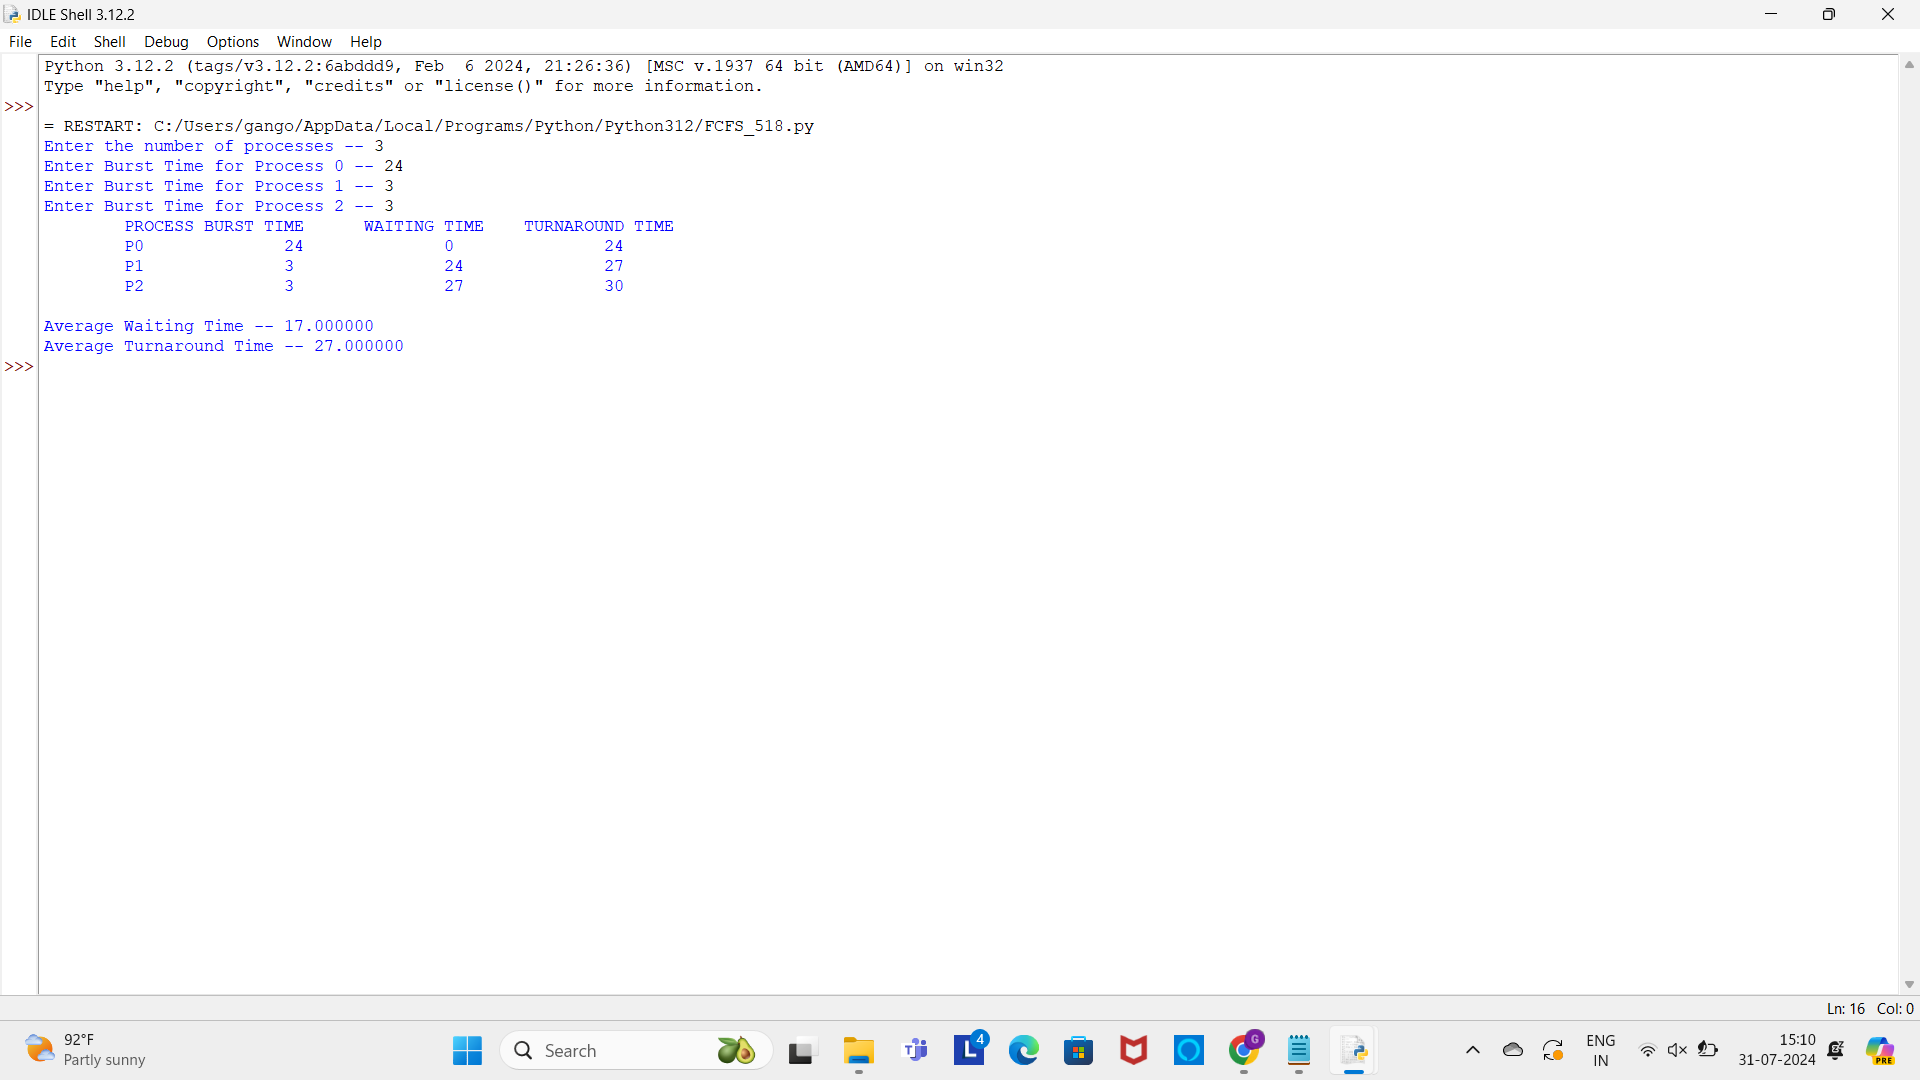 IDLE Shell 3.12.2
File Edit Shell Debug Options Window Help
Python 3.12.2 (tags/v3.12.2:6abddd9, Feb  6 2024, 21:26:36) [MSC v.1937 64 bit (AMD64)] on win32
Type "help", "copyright", "credits" or "license()" for more information.
>>>
= RESTART: C:/Users/gango/AppData/Local/Programs/Python/Python312/FCFS_518.py
Enter the number of processes -- 3
Enter Burst Time for Process 0 -- 24
Enter Burst Time for Process 1 -- 3
Enter Burst Time for Process 2 -- 3
PROCESS BURST TIME WAITING TIME TURNAROUND TIME
P0 24 0 24
P1 3 24 27
P2 3 27 30
Average Waiting Time -- 17.000000
Average Turnaround Time -- 27.000000
>>>
Ln: 16 Col: 0
92°F
Partly sunny
Search
L 4
G
ENG
IN
15:10
31-07-2024
PRE